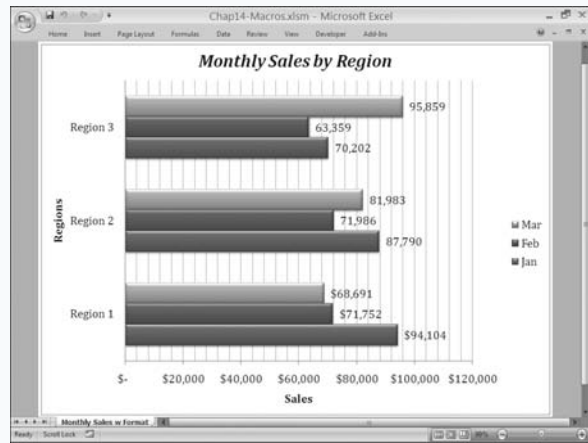 Chap14-Macros.xlsm - Microsoft Excel
Home Insert Page Layout Formulas Data Review View Developer Add-Ins
Monthly Sales by Region
95,859
Region 3
63,359
70,202
81,983
Region 2
71,986
87,790
Regions
Mar
Feb
Jan
$68,691
Region 1
$71,752
$94,104
$- $20,000 $40,000 $60,000 $80,000 $100,000 $120,000
Sales
Monthly Sales w Format
Ready Scroll Lock